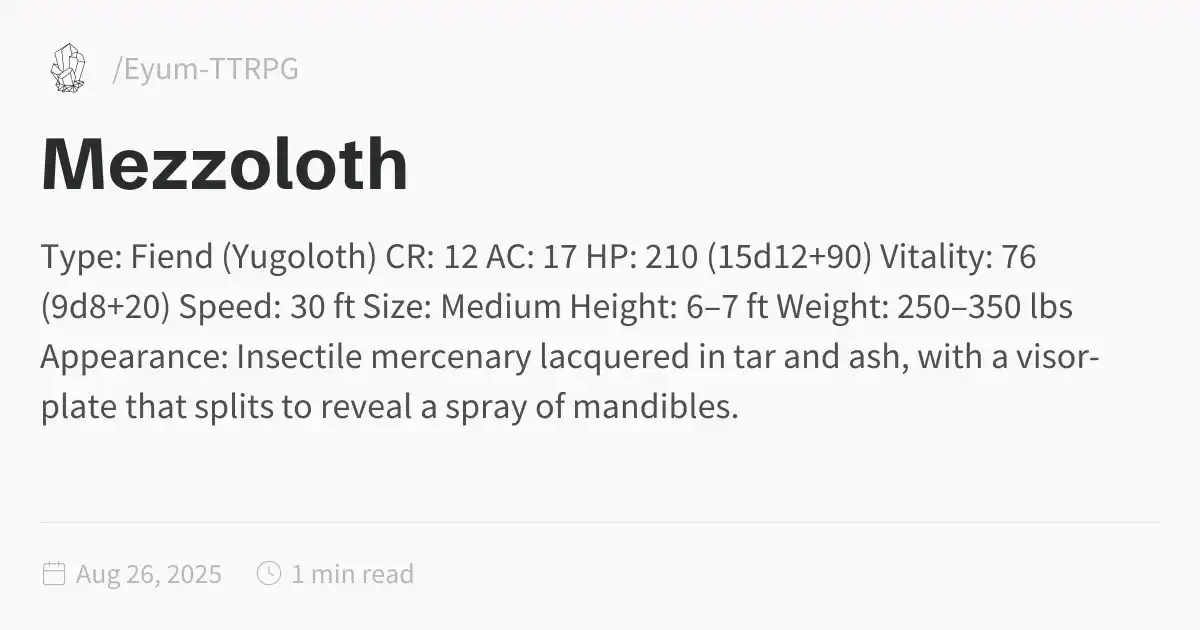 /Eyum-TTRPG
Mezzoloth
Type: Fiend (Yugoloth) CR: 12 AC: 17 HP: 210 (15d12+90) Vitality: 76
(9d8+20) Speed: 30 ft Size: Medium Height: 6–7 ft Weight: 250–350 lbs
Appearance: Insectile mercenary lacquered in tar and ash, with a visor-
plate that splits to reveal a spray of mandibles.
Aug 26, 2025 1 min read